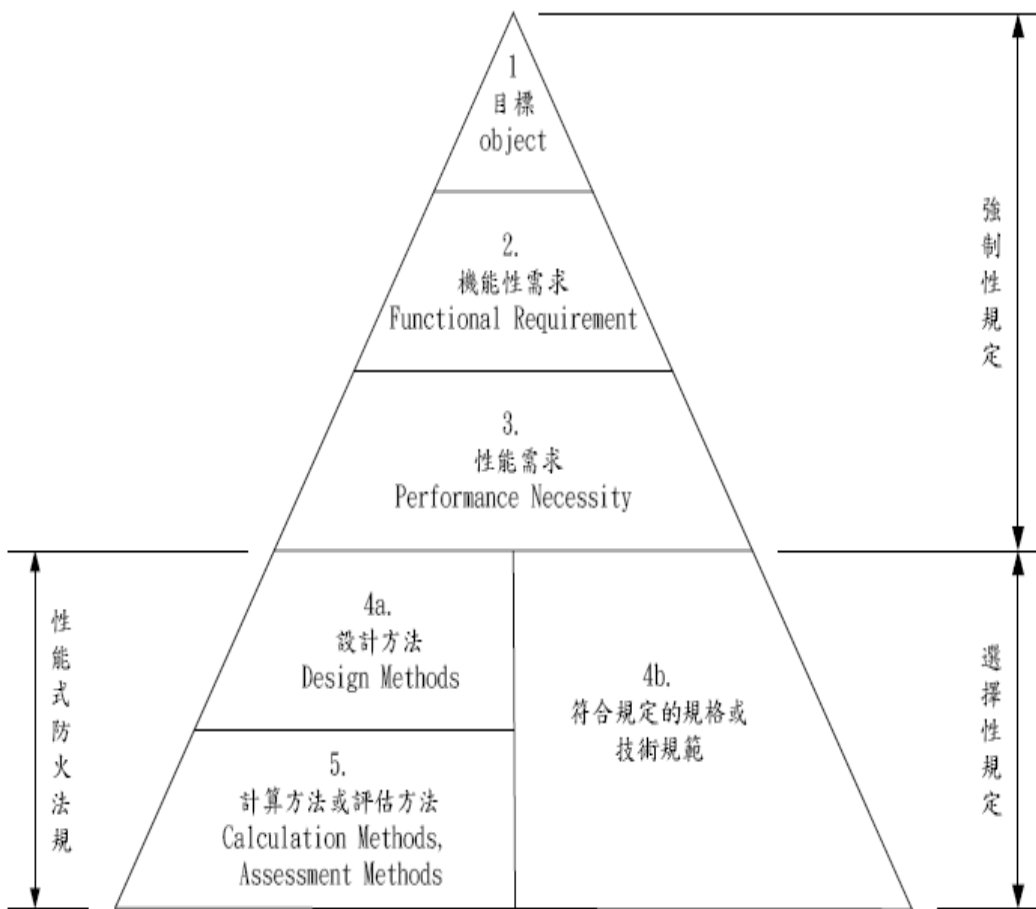 1
目標
object
2.
機能性需求
Functional Requirement
3.
性能需求
Performance Necessity
強制性規定
4a.
設計方法
Design Methods
4b.
符合規定的規格或
技術規範
5.
計算方法或評估方法
Calculation Methods,
Assessment Methods
性能式防火法規
選擇性規定